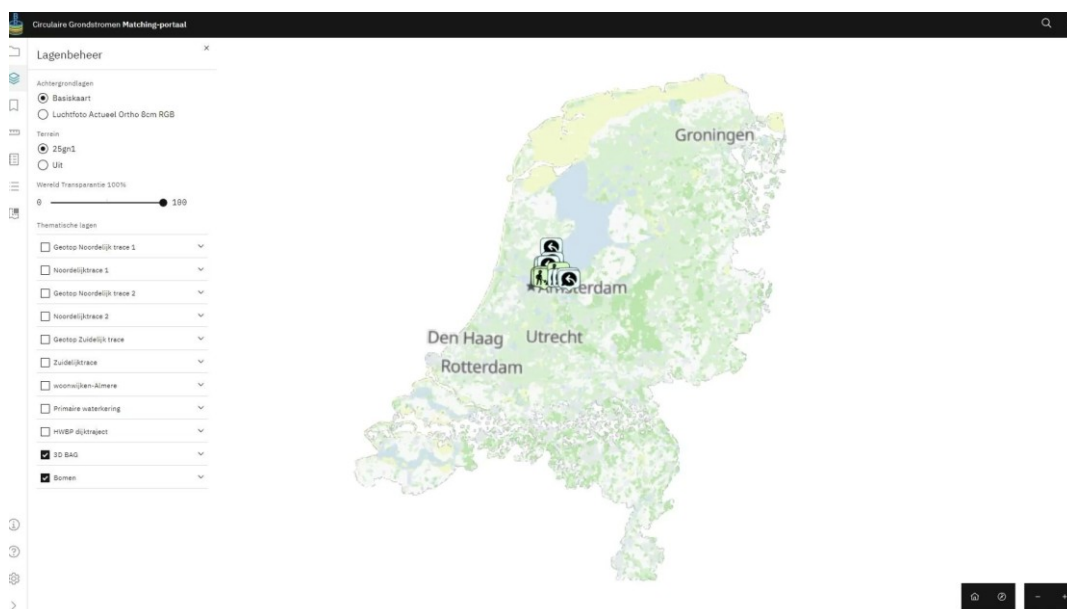 Circulaire Grondstromen Matching-portaal
Lagenbeheer
Achtergrondlagen
Basiskaart
Luchtfoto Actueel Ortho 8cm RGB
Terrein
25gn1
Uit
Wereld Transparantie 100%
0 100
Thematische lagen
Geotop Noordelijk trace 1
Noordelijktrace 1
Geotop Noordelijk trace 2
Noordelijktrace 2
Geotop Zuidelijk trace
Zuidelijktrace
woonwijken-Almere
Primaire waterkering
HWBP dijktraject
3D BAG
Bomen
Groningen
Amsterdam
Den Haag
Utrecht
Rotterdam